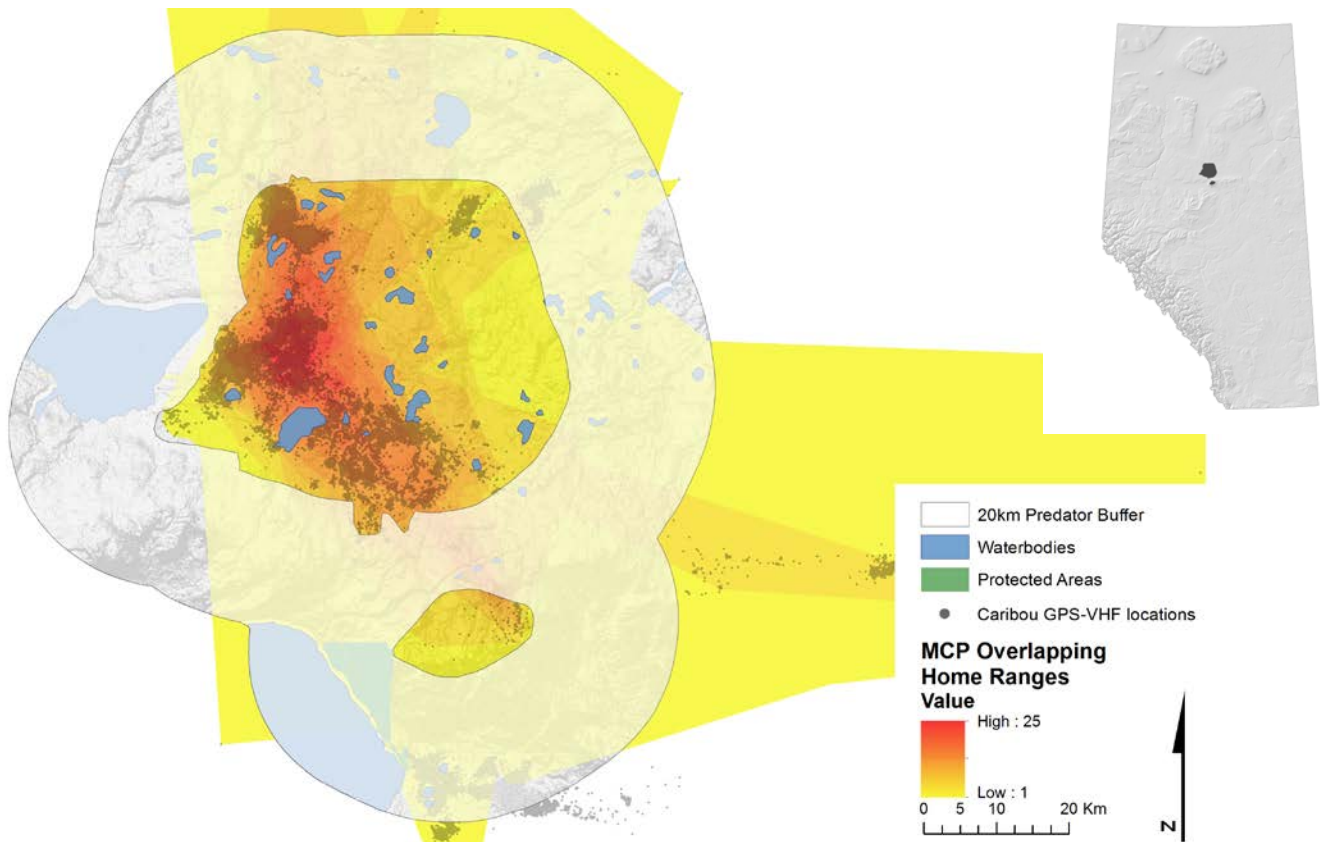 20km Predator Buffer
Waterbodies
Protected Areas
Caribou GPS-VHF locations
MCP Overlapping
Home Ranges
Value
High : 25
Low : 1
0 5 10 20 Km
N